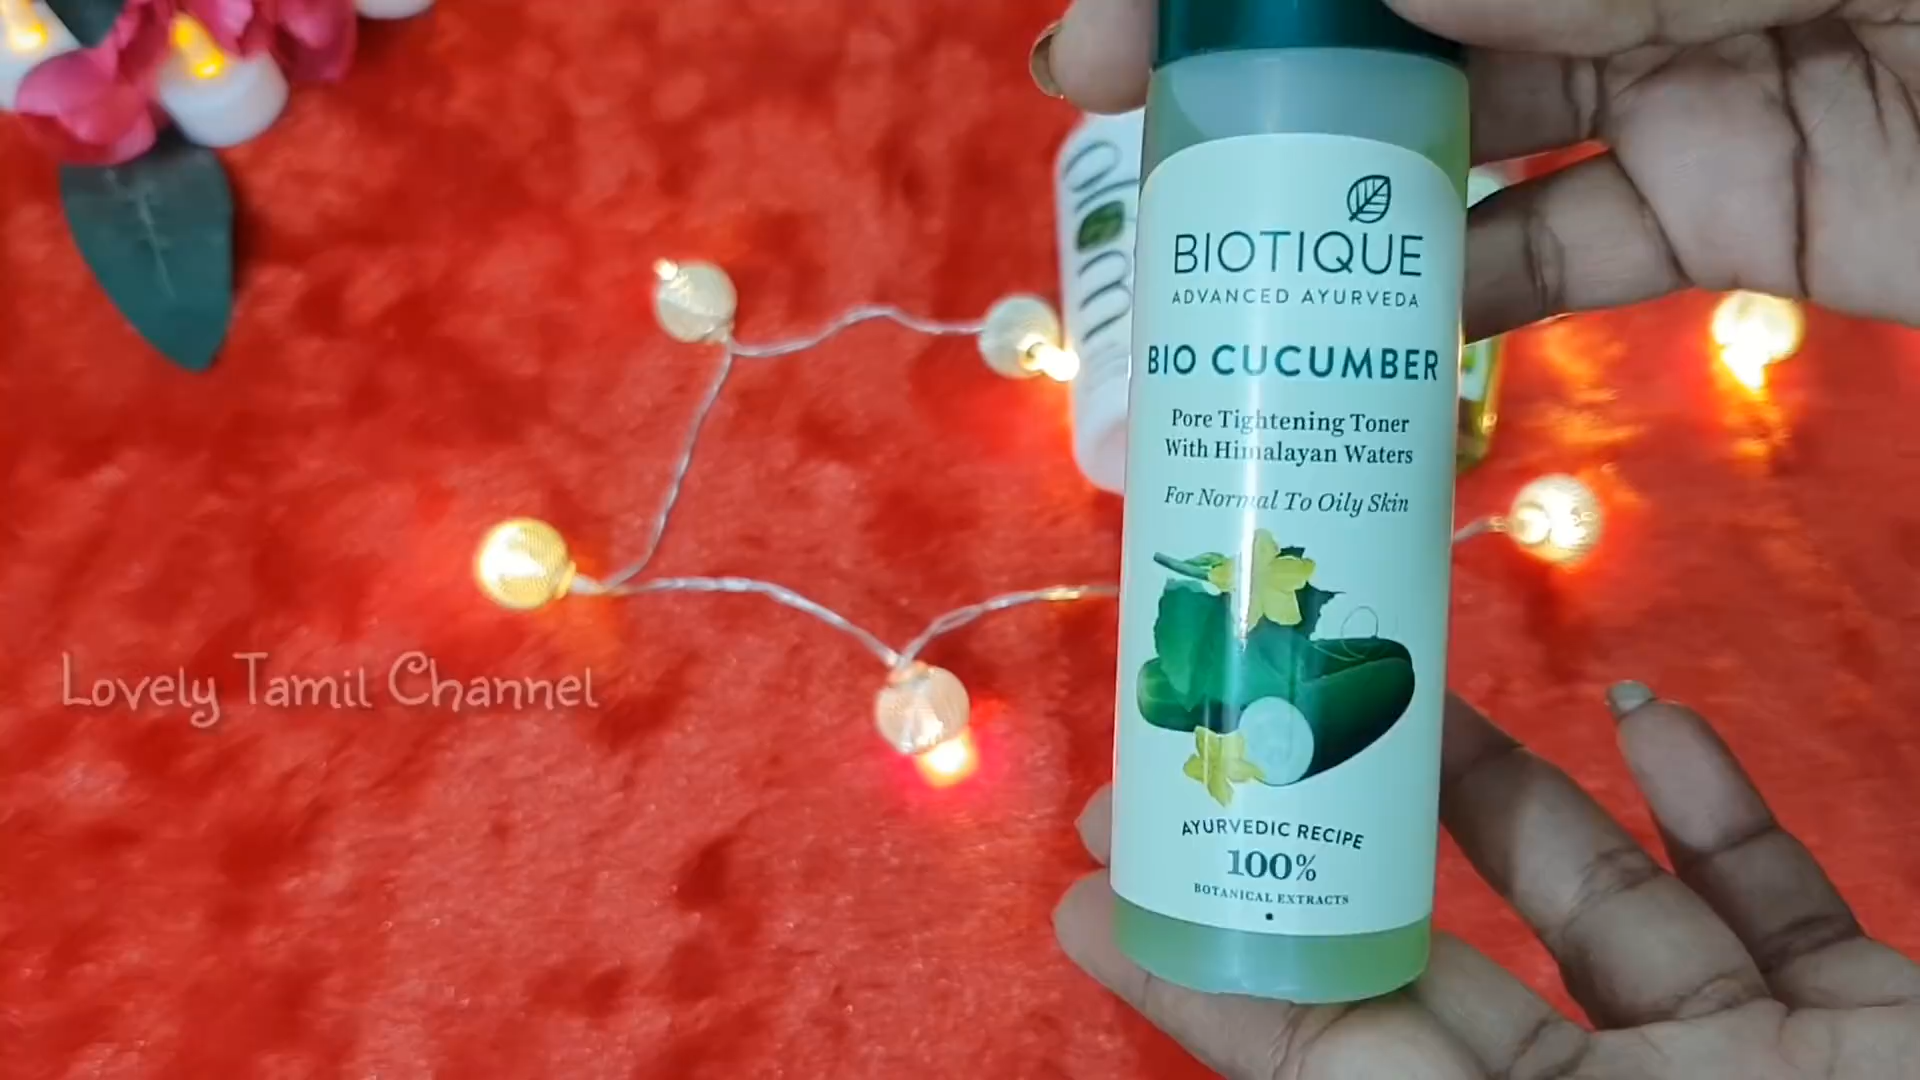 BIOTIQUE
ADVANCED AYURVEDA
BIO CUCUMBER
Pore Tightening Toner
With Himalayan Waters
For Normal To Oily Skin
AYURVEDIC RECIPE
100%
BOTANICAL EXTRACTS
Lovely Tamil Channel